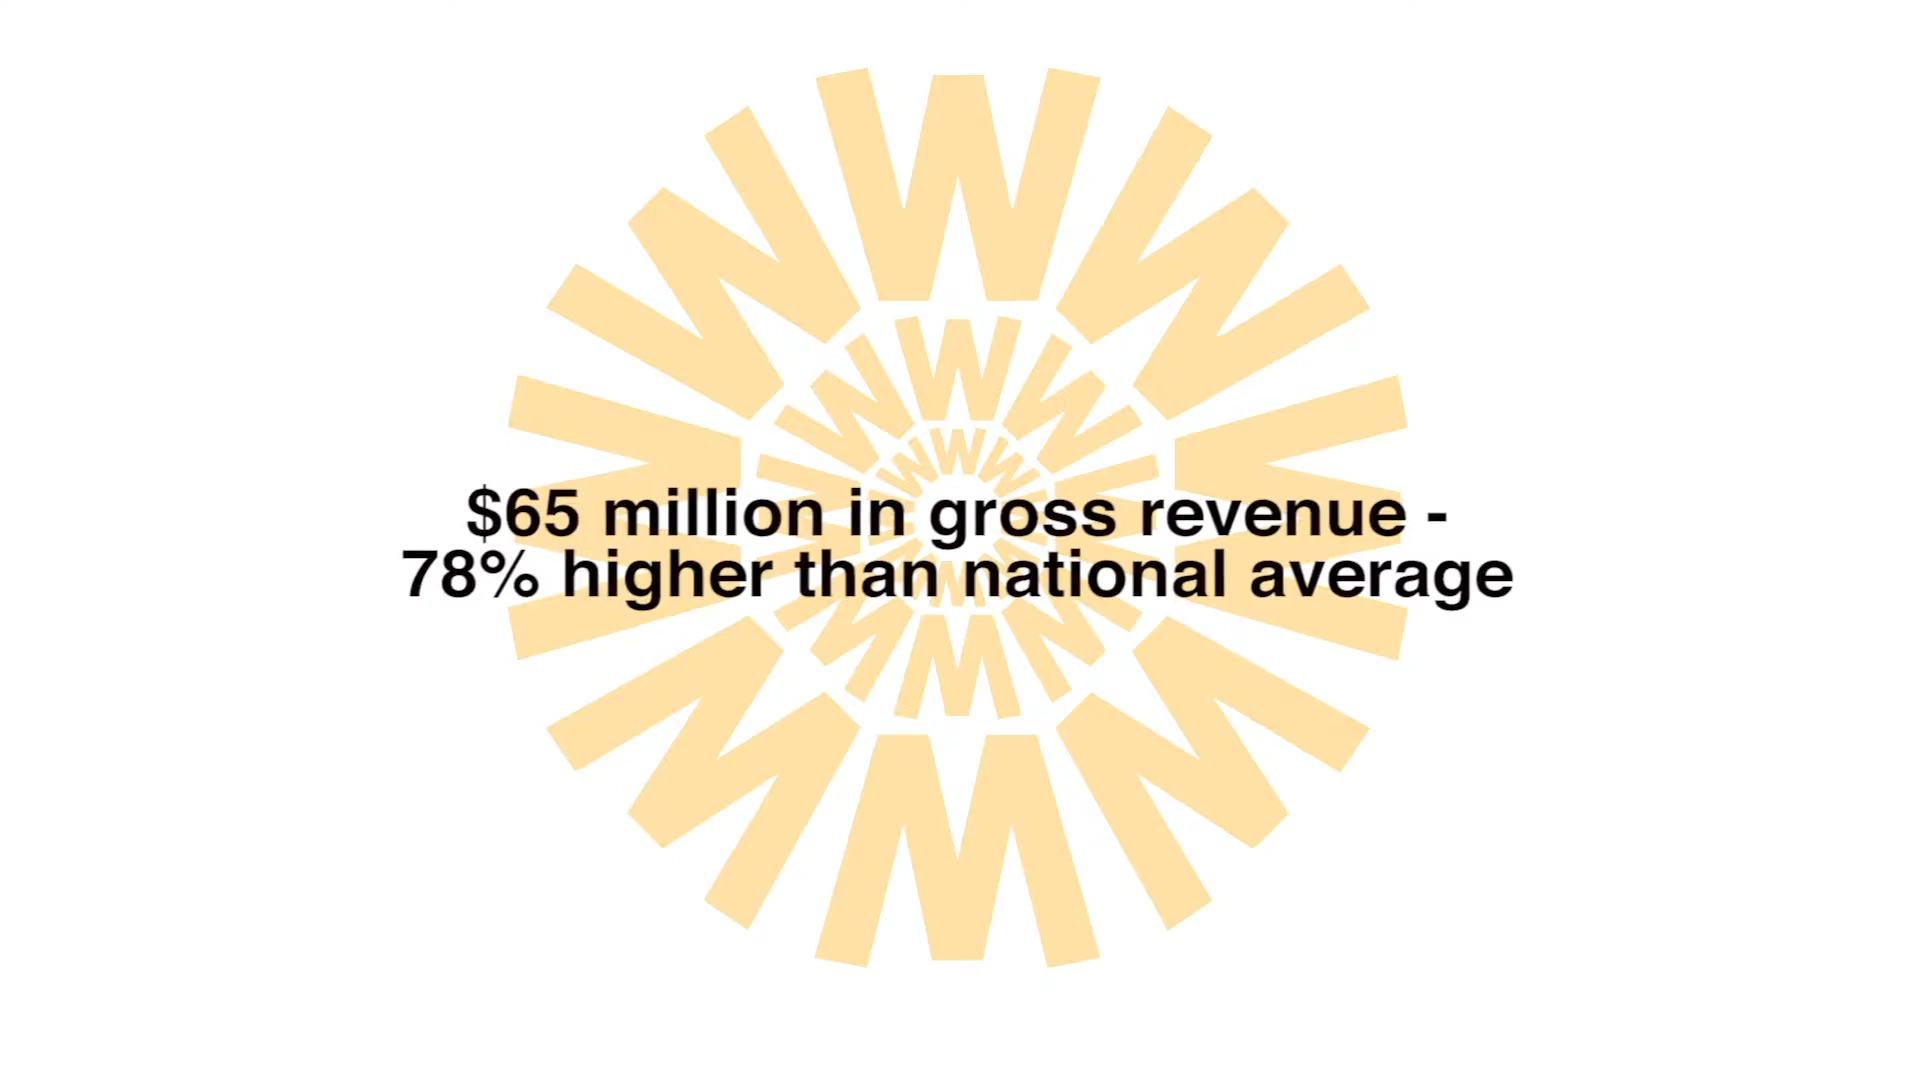 $65 million in gross revenue -
78% higher than national average